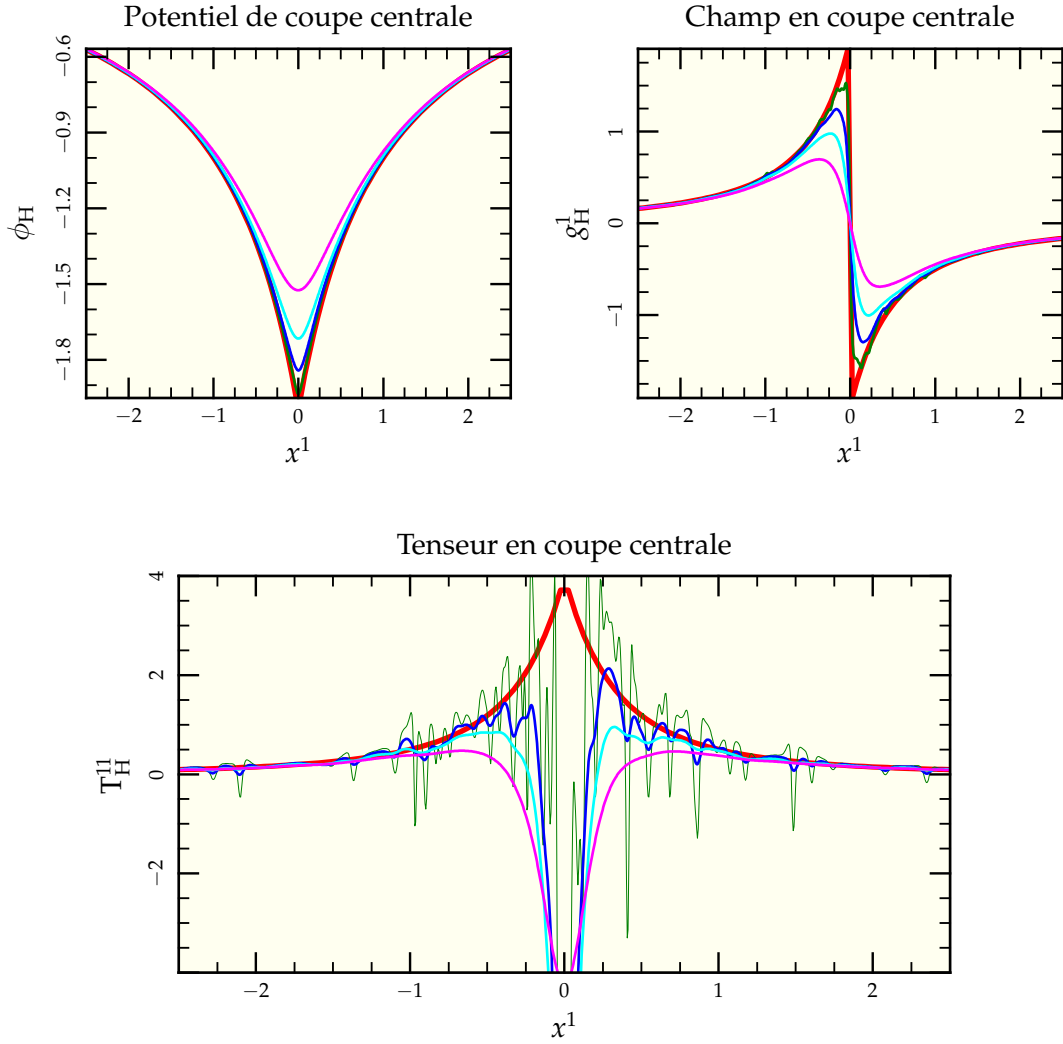 Potentiel de coupe centrale
Champ en coupe centrale
−0.6
−0.9
−1.2
−1.5
−1.8
ϕH
−2 −1 0 1 2
x1
1
0
−1
g1H
−2 −1 0 1 2
x1
Tenseur en coupe centrale
4
2
0
−2
T11H
−2 −1 0 1 2
x1